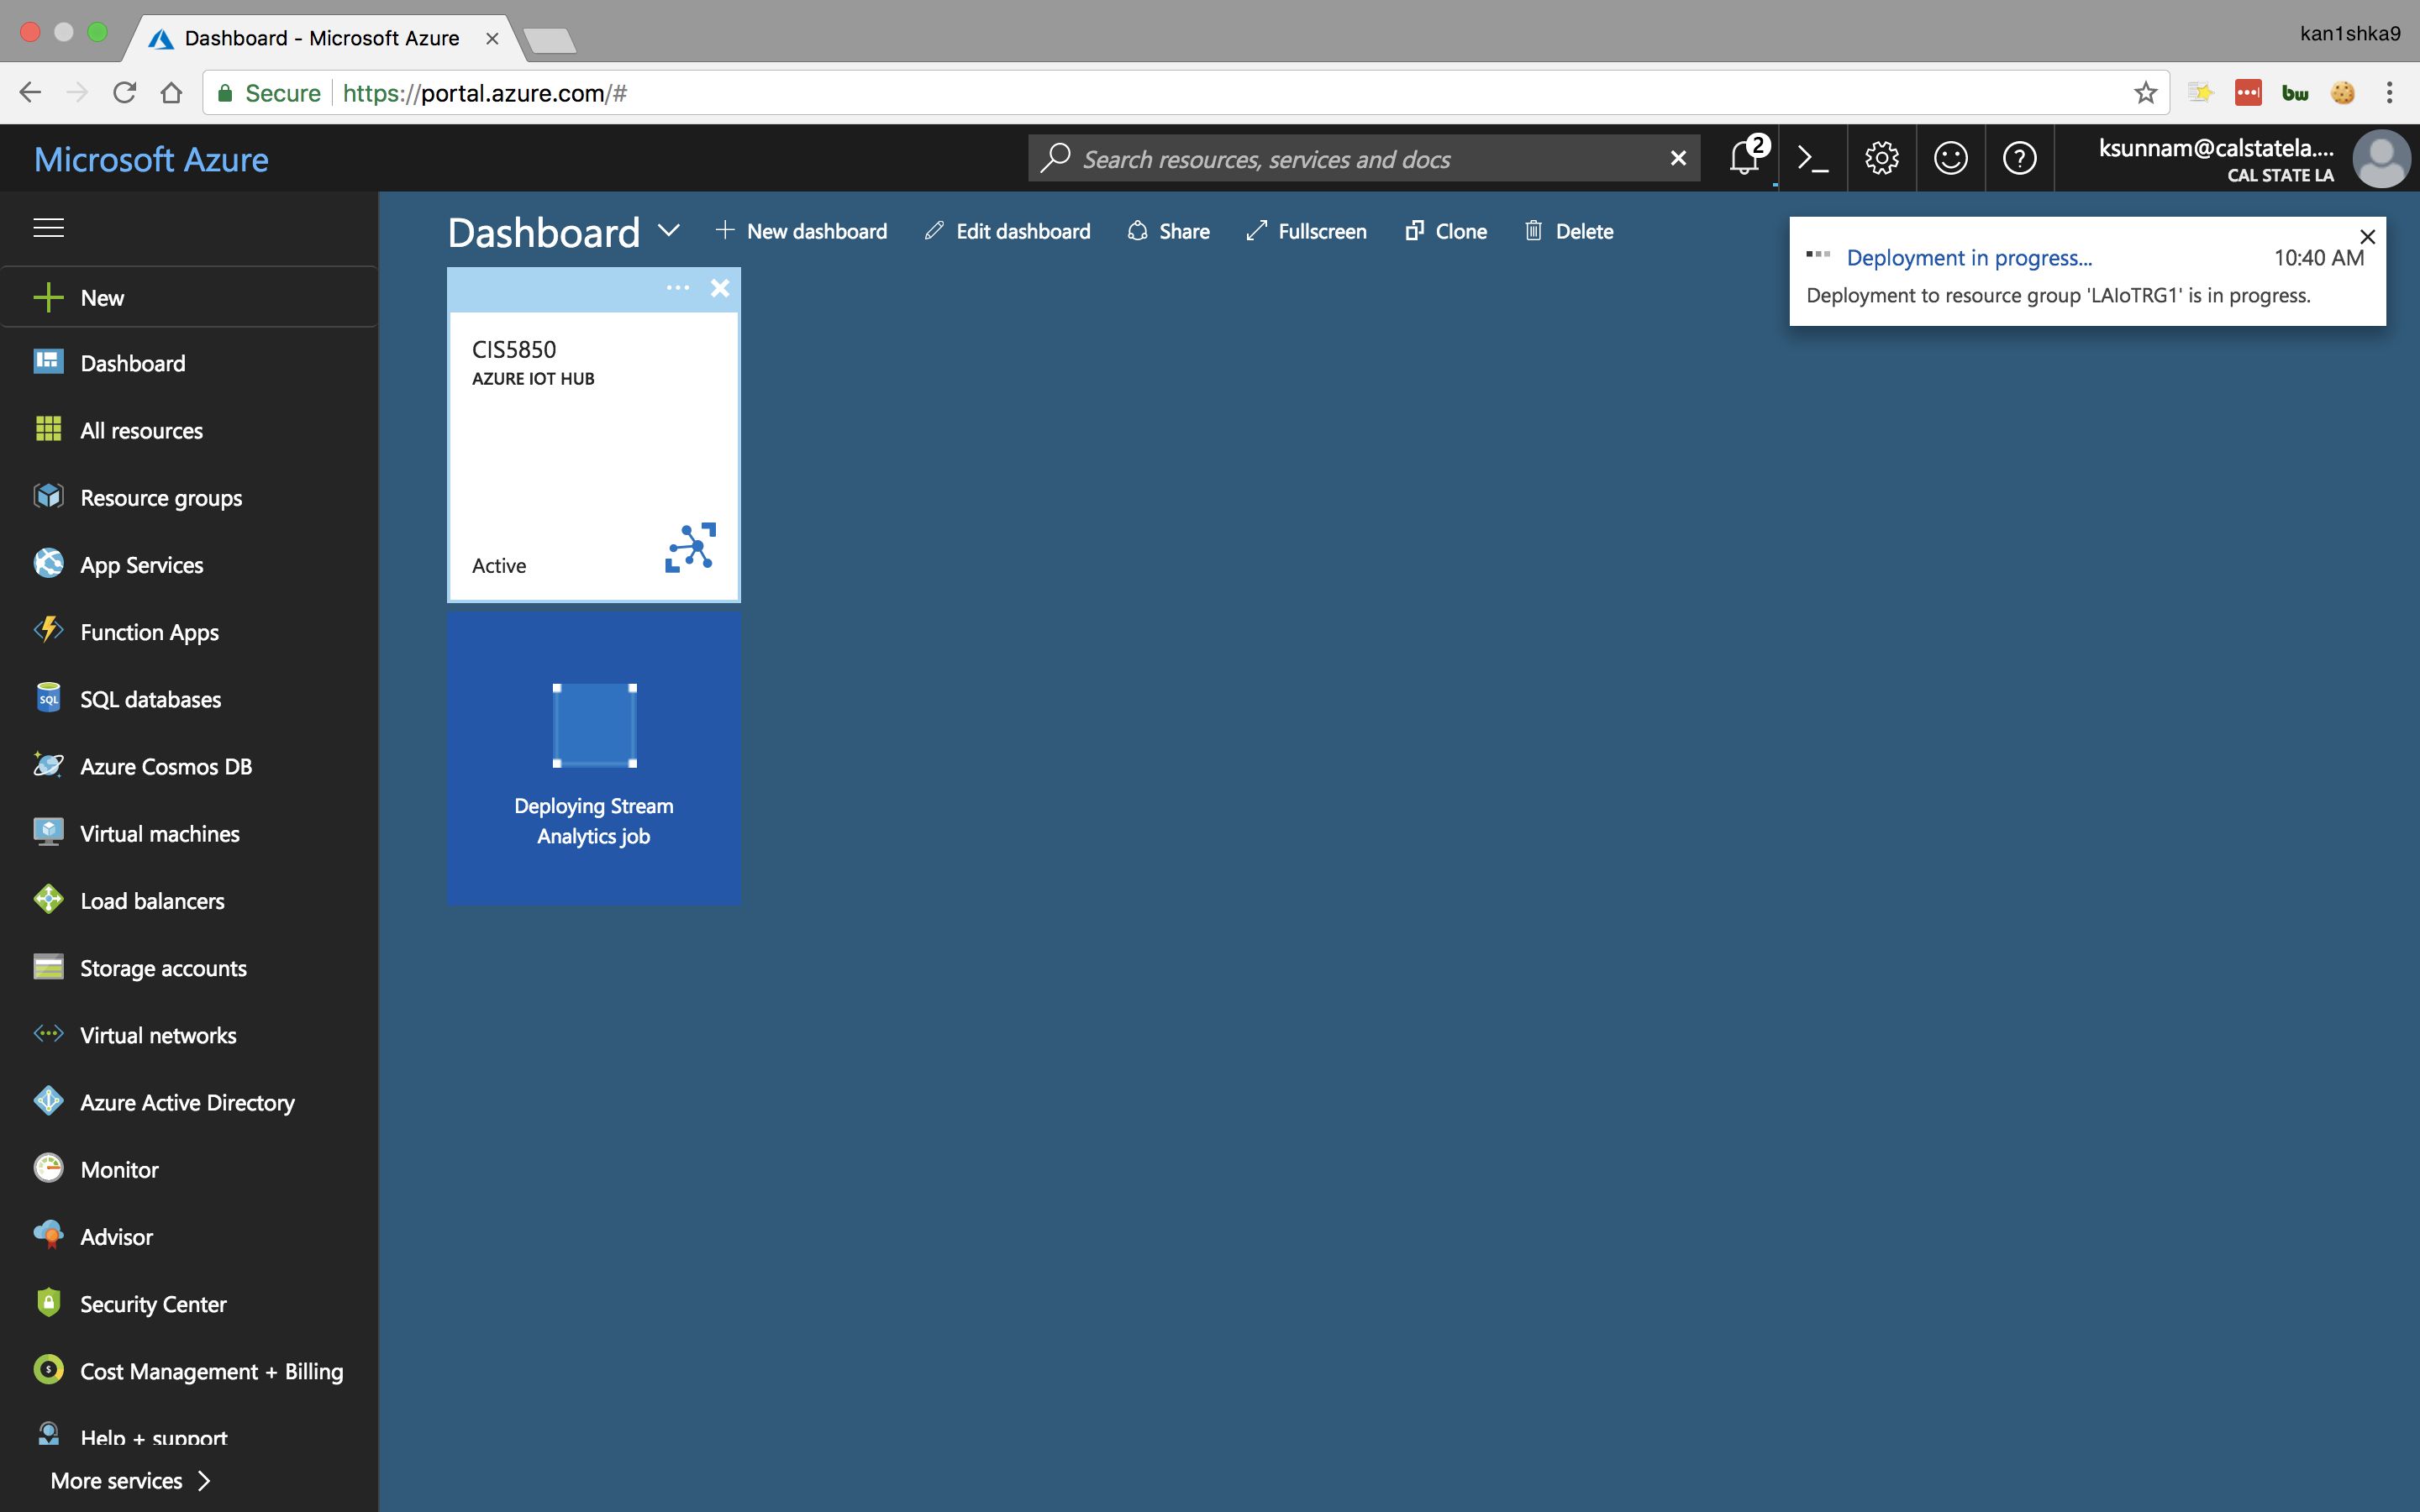 Dashboard - Microsoft Azure
kan1shka9
Secure https://portal.azure.com/#
bw
Microsoft Azure
Search resources, services and docs
2
ksunnam@calstatela....
CAL STATE LA
Dashboard
New dashboard
Edit dashboard
Share
Fullscreen
Clone
Delete
Deployment in progress...
10:40 AM
Deployment to resource group 'LAIoTRG1' is in progress.
New
Dashboard
All resources
Resource groups
App Services
Function Apps
SQL
SQL databases
Azure Cosmos DB
Virtual machines
Load balancers
Storage accounts
Virtual networks
Azure Active Directory
Monitor
Advisor
Security Center
Cost Management + Billing
Help + support
More services
CIS5850
AZURE IOT HUB
Active
Deploying Stream
Analytics job